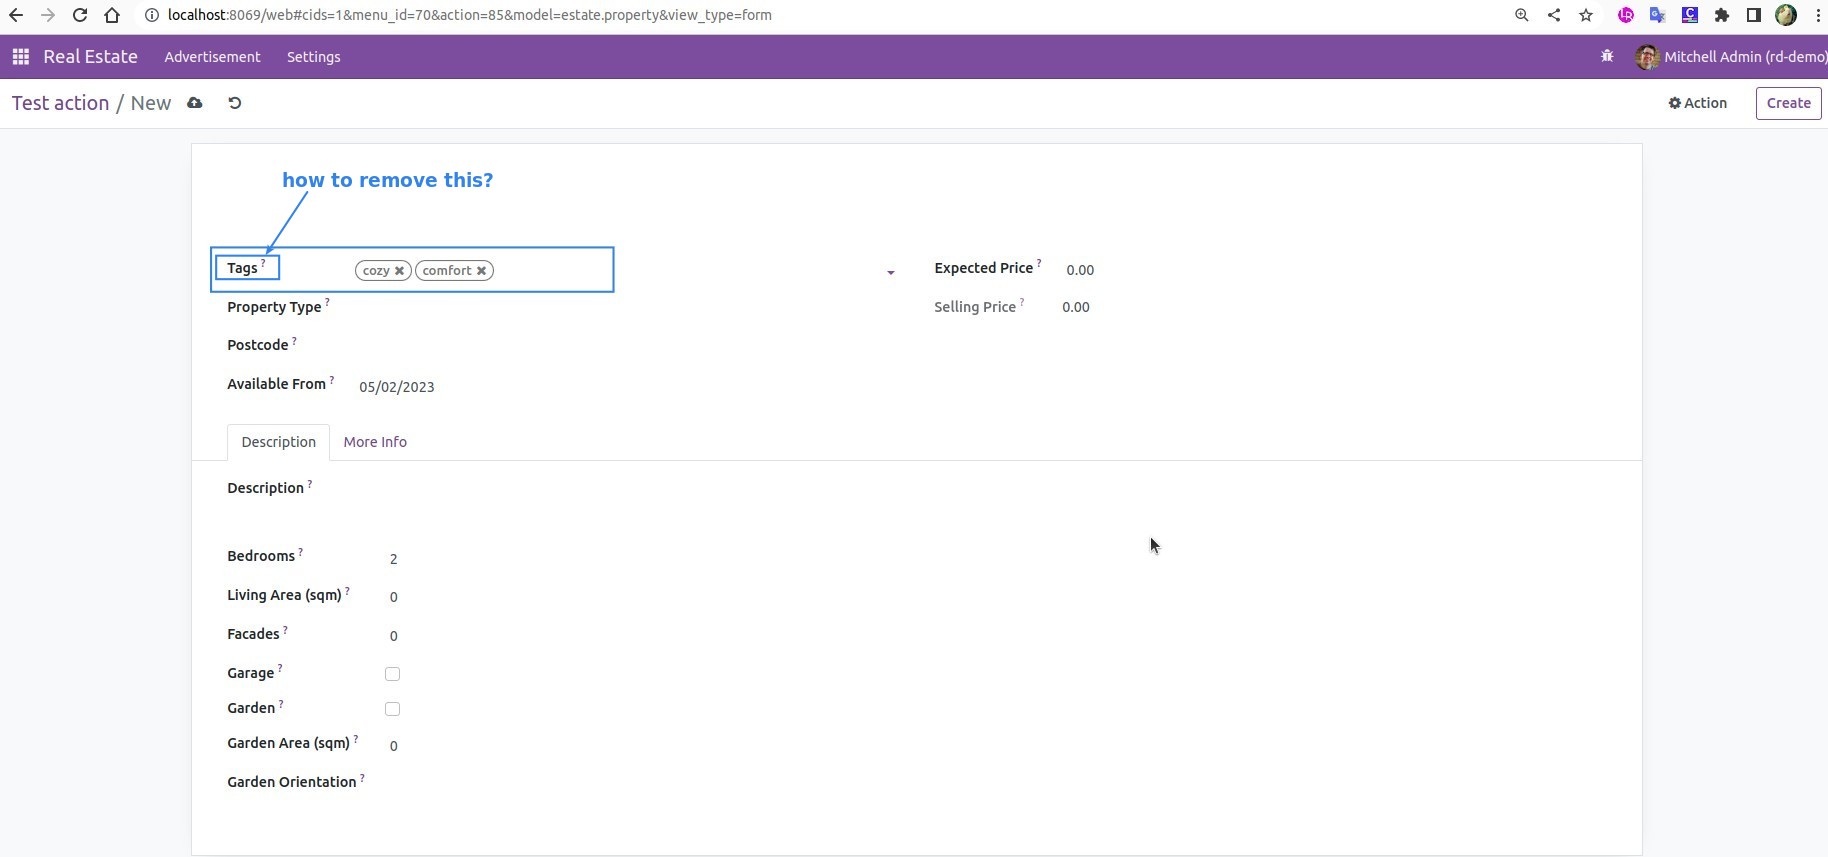 localhost:8069/web#cids=1&menu_id=70&action=85&model=estate.property&view_type=form
Real Estate Advertisement Settings Mitchell Admin (rd-demo)
Test action / New Action Create
how to remove this?
Tags ? cozy comfort Expected Price ? 0.00
Property Type ? Selling Price ? 0.00
Postcode ?
Available From ? 05/02/2023
Description More Info
Description ?
Bedrooms ? 2
Living Area (sqm) ? 0
Facades ? 0
Garage ?
Garden ?
Garden Area (sqm) ? 0
Garden Orientation ?